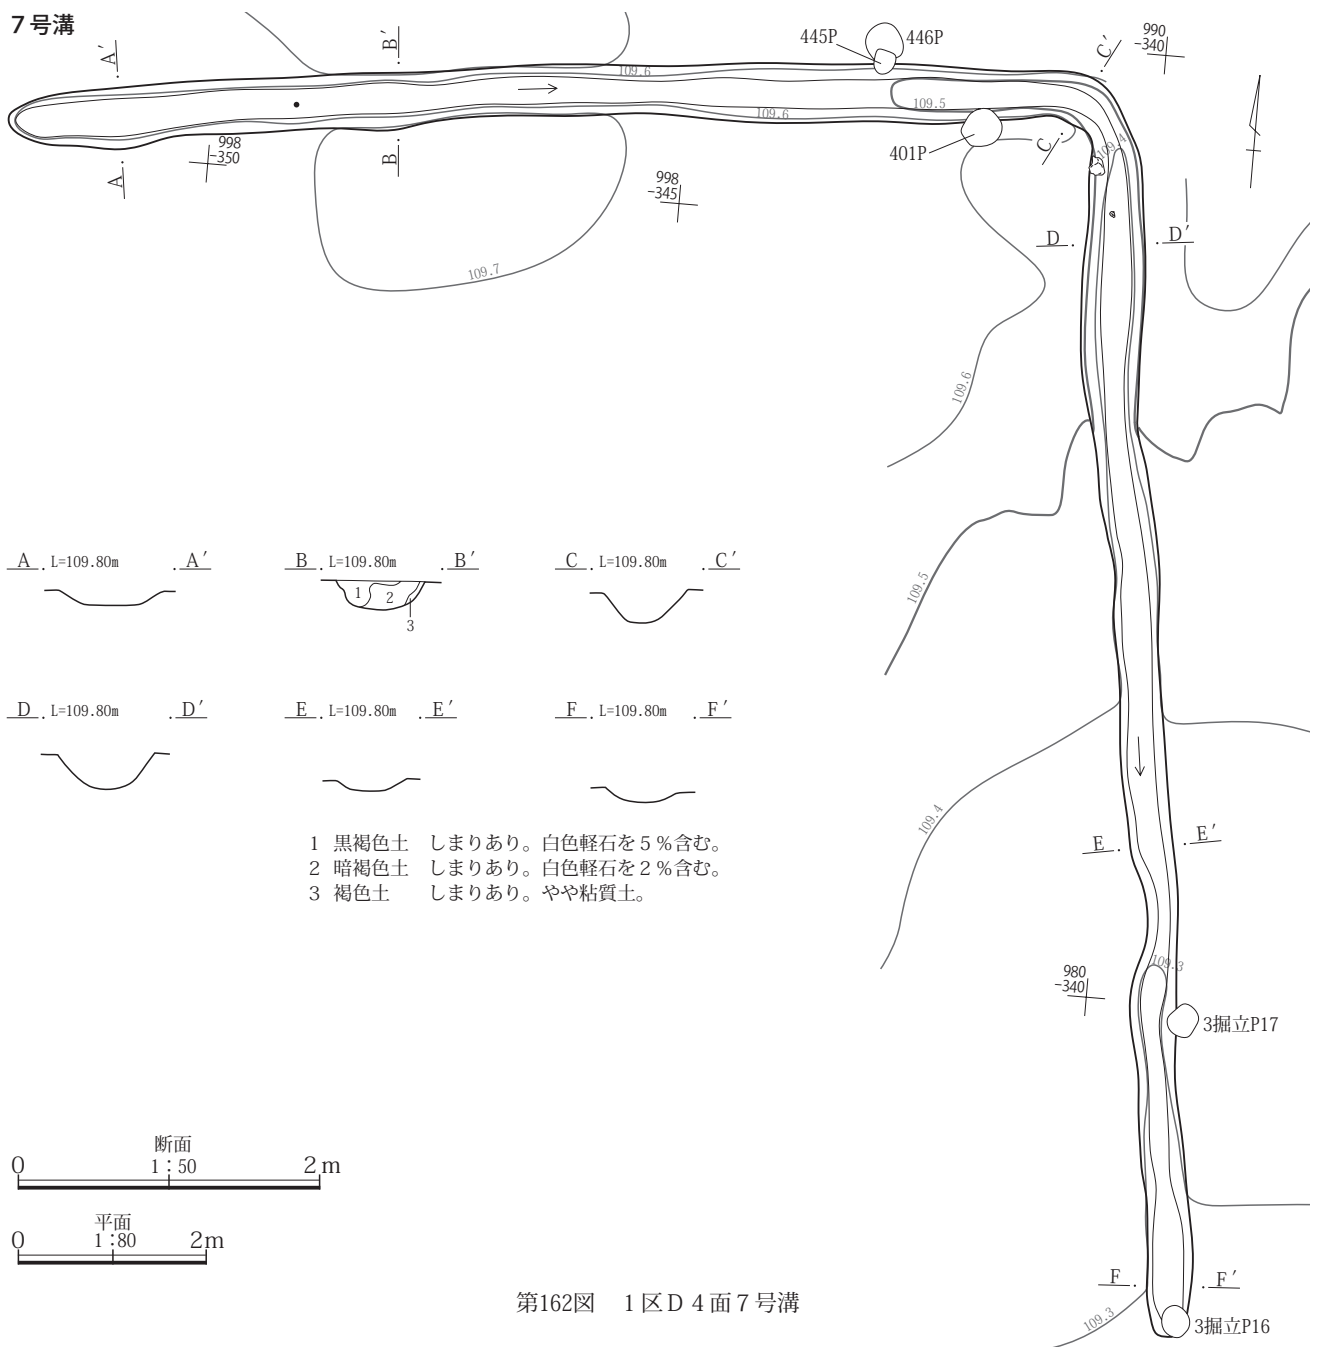 7号溝
A′
B′
445P
446P
C′
990
-340
109.6
109.5
109.6
401P
C
109.4
998
-350
A
B
998
-345
D
D′
109.7
109.6
A L=109.80m A′
B L=109.80m B′
C L=109.80m C′
1
2
3
109.5
D L=109.80m D′
E L=109.80m E′
F L=109.80m F′
109.4
E
E′
1 黒褐色土 しまりあり。白色軽石を5%含む。
2 暗褐色土 しまりあり。白色軽石を2%含む。
3 褐色土 しまりあり。やや粘質土。
109.3
980
-340
3掘立P17
断面
0 1:50 2m
平面
0 1:80 2m
F
F′
第162図 1区D4面7号溝
109.3
3掘立P16